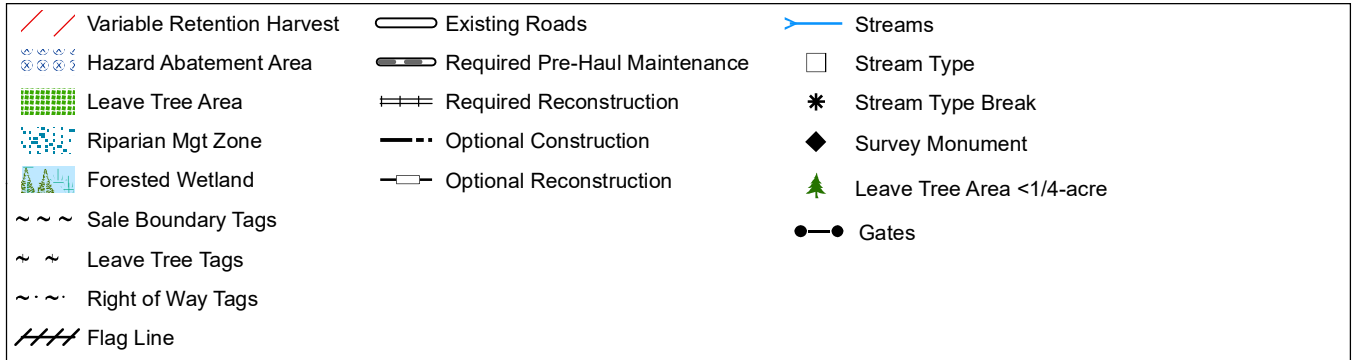 Variable Retention Harvest
Hazard Abatement Area
Leave Tree Area
Riparian Mgt Zone
Forested Wetland
Sale Boundary Tags
Leave Tree Tags
Right of Way Tags
Flag Line
Existing Roads
Required Pre-Haul Maintenance
Required Reconstruction
Optional Construction
Optional Reconstruction
Streams
Stream Type
Stream Type Break
Survey Monument
Leave Tree Area <1/4-acre
Gates